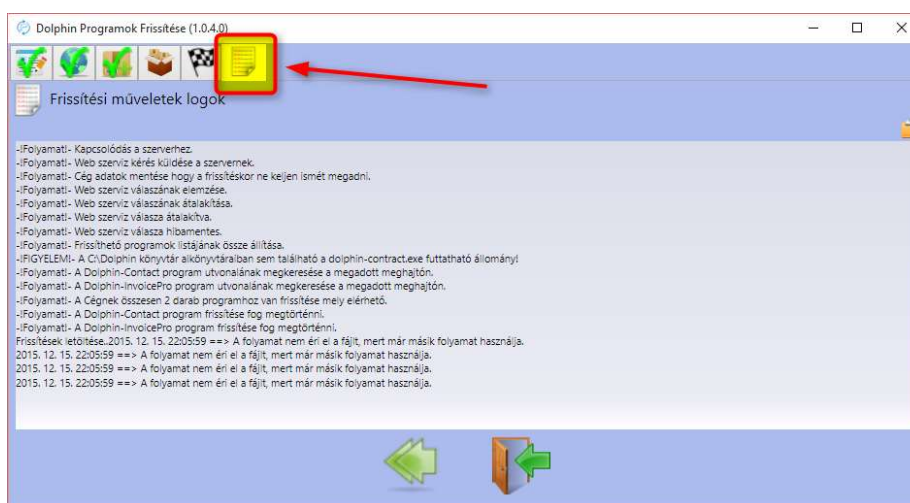 Dolphin Programok Frissítése (1.0.4.0)
Frissítési műveletek logok
-!Folyamat!- Kapcsolódás a szerverhez.
-!Folyamat!- Web szerviz kérés küldése a szervernek.
-!Folyamat!- Cég adatok mentése hogy a frissítéskor ne keljen ismét megadni.
-!Folyamat!- Web szerviz válaszának elemzése.
-!Folyamat!- Web szerviz válaszának átalakítása.
-!Folyamat!- Web szerviz válasza átalakítva.
-!Folyamat!- Web szerviz válasza hibamentes.
-!Folyamat!- Frissíthető programok listájának össze állítása.
-!FIGYELEM!- A C:\Dolphin könyvtár alkönyvtáraiban sem található a dolphin-contract.exe futtatható állomány!
-!Folyamat!- A Dolphin-Contact program utvonalának megkeresése a megadott meghajtón.
-!Folyamat!- A Dolphin-InvoicePro program utvonalának megkeresése a megadott meghajtón.
-!Folyamat!- A Cégnek összesen 2 darab programhoz van frissítése mely elérhető.
-!Folyamat!- A Dolphin-Contact program frissítése fog megtörténni.
-!Folyamat!- A Dolphin-InvoicePro program frissítése fog megtörténni.
Frissítések letöltése..2015. 12. 15. 22:05:59 ==> A folyamat nem éri el a fájlt, mert már másik folyamat használja.
2015. 12. 15. 22:05:59 ==> A folyamat nem éri el a fájlt, mert már másik folyamat használja.
2015. 12. 15. 22:05:59 ==> A folyamat nem éri el a fájlt, mert már másik folyamat használja.
2015. 12. 15. 22:05:59 ==> A folyamat nem éri el a fájlt, mert már másik folyamat használja.